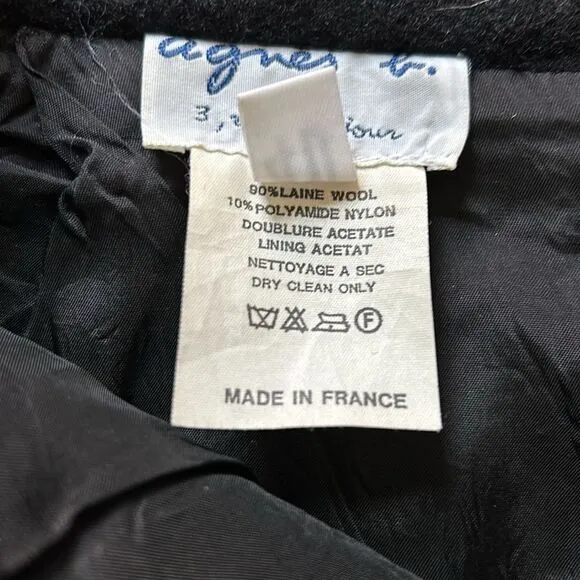 agnès b.
3, jour
90%LAINE WOOL
10%POLYAMIDE NYLON
DOUBLURE ACETATE
LINING ACETAT
NETTOYAGE A SEC
DRY CLEAN ONLY
F
MADE IN FRANCE